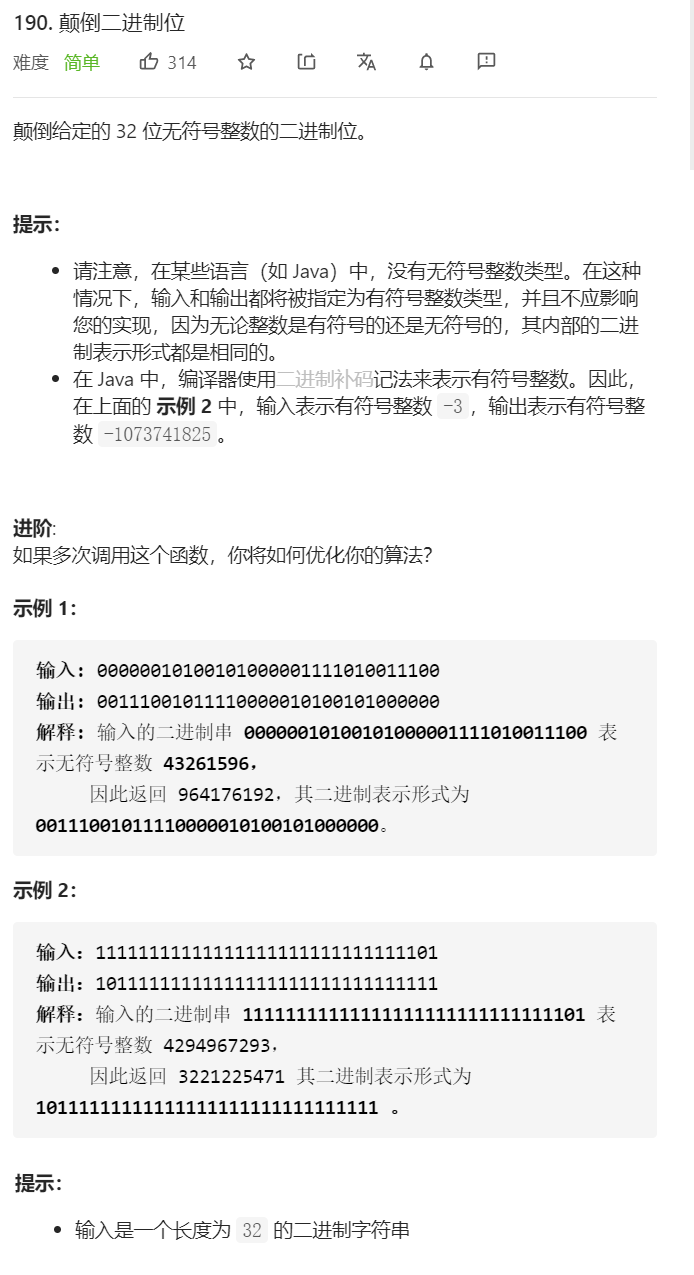 190. 颠倒二进制位
难度 简单 314
颠倒给定的 32 位无符号整数的二进制位。
提示：
请注意，在某些语言（如 Java）中，没有无符号整数类型。在这种
情况下，输入和输出都将被指定为有符号整数类型，并且不应影响
您的实现，因为无论整数是有符号的还是无符号的，其内部的二进
制表示形式都是相同的。
在 Java 中，编译器使用二进制补码记法来表示有符号整数。因此，
在上面的 示例 2 中，输入表示有符号整数 -3，输出表示有符号整
数 -1073741825。
进阶:
如果多次调用这个函数，你将如何优化你的算法？
示例 1：
输入：00000010100101000001111010011100
输出：00111001011110000010100101000000
解释：输入的二进制串 00000010100101000001111010011100 表
示无符号整数 43261596，
因此返回 964176192，其二进制表示形式为
00111001011110000010100101000000。
示例 2：
输入：11111111111111111111111111111101
输出：10111111111111111111111111111111
解释：输入的二进制串 11111111111111111111111111111101 表
示无符号整数 4294967293，
因此返回 3221225471 其二进制表示形式为
10111111111111111111111111111111 。
提示：
输入是一个长度为 32 的二进制字符串